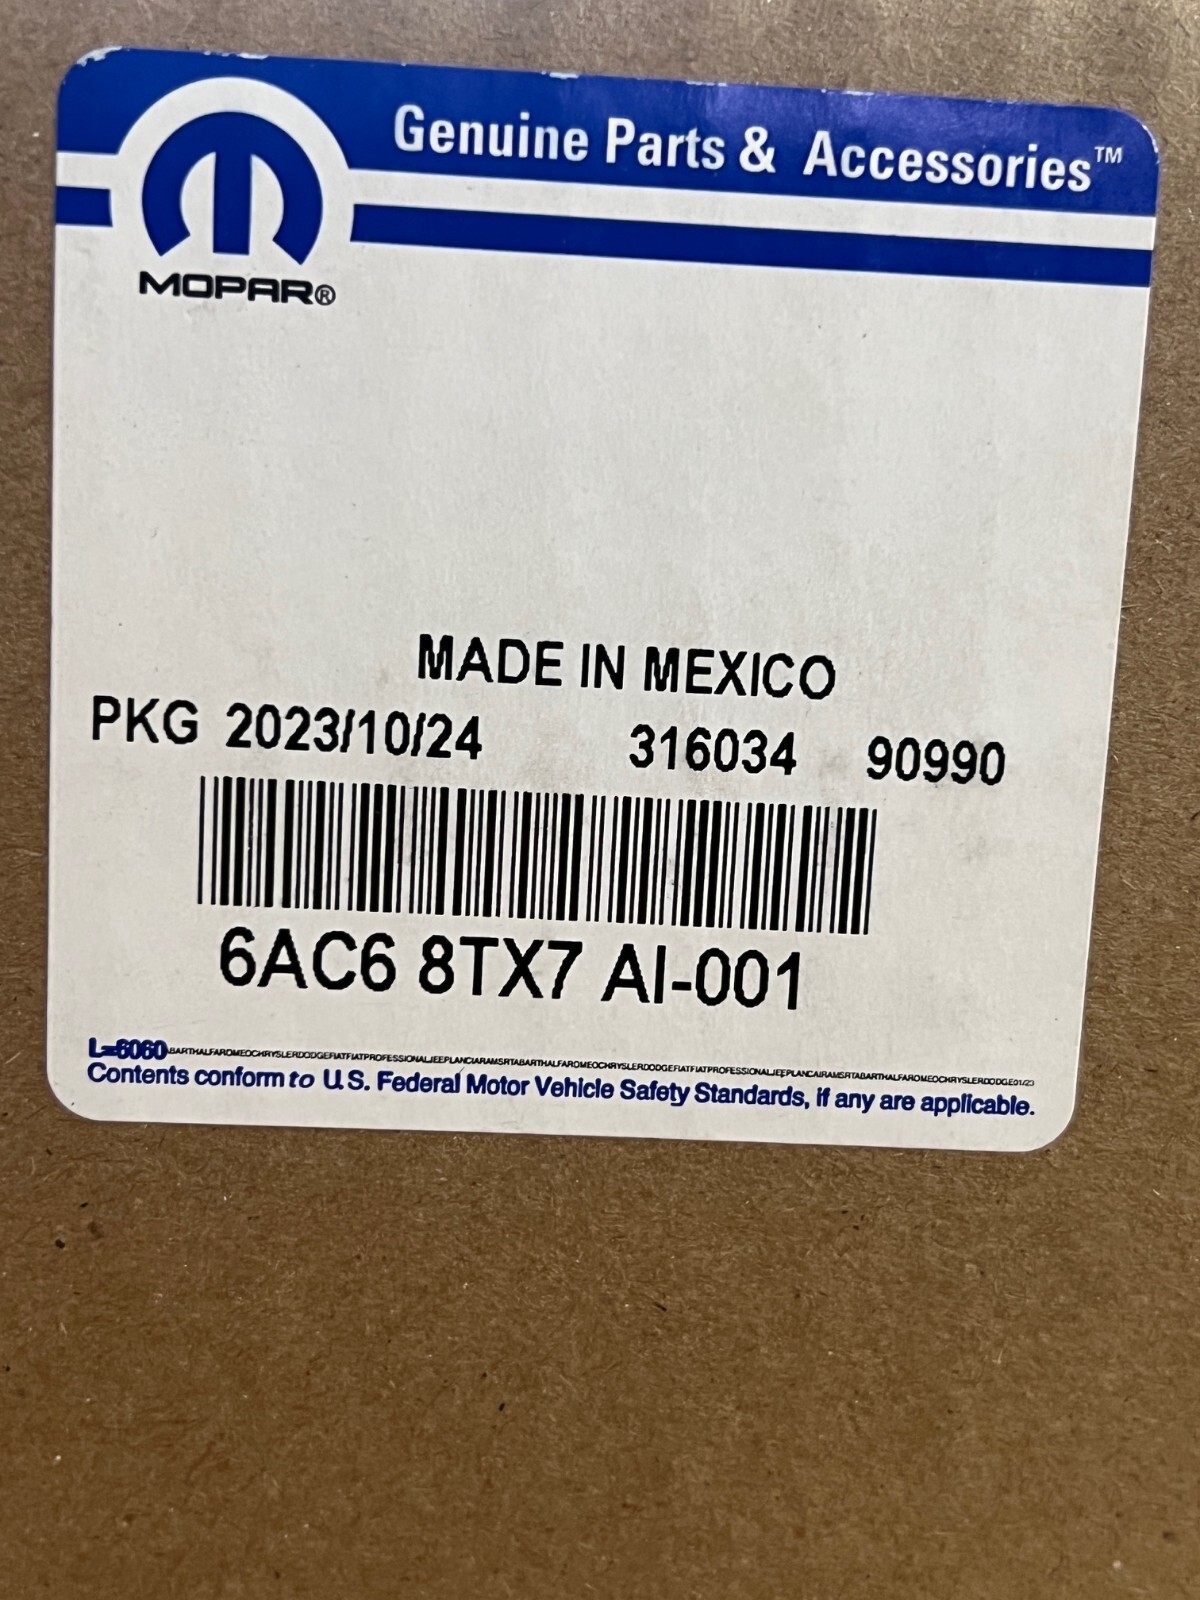 Genuine Parts & Accessories™
MOPAR®
MADE IN MEXICO
PKG 2023/10/24 316034 90990
6AC6 8TX7 AI-001
L=6060
Contents conform to U.S. Federal Motor Vehicle Safety Standards, if any are applicable.